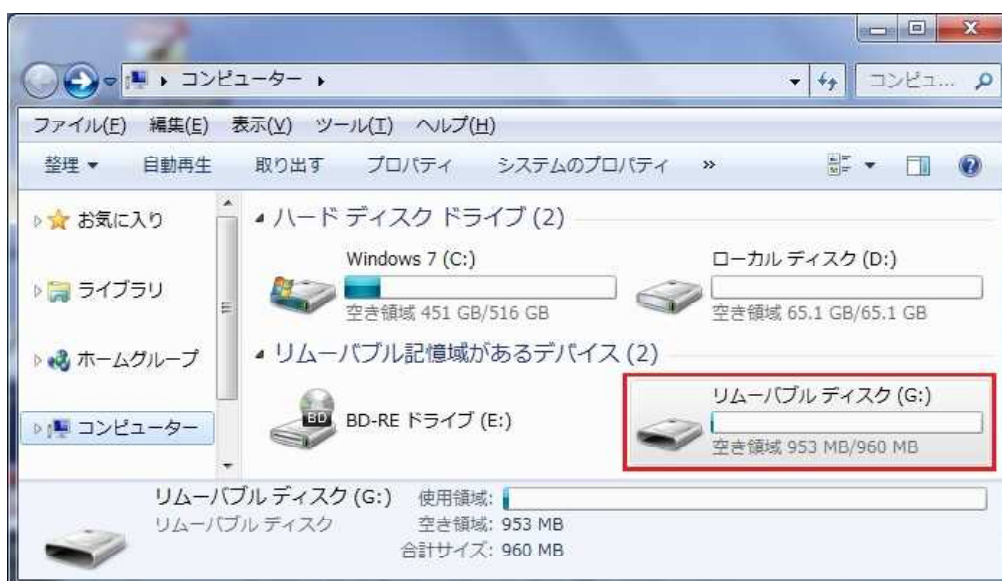 コンピューター
コンピュ...
ファイル(F) 編集(E) 表示(V) ツール(T) ヘルプ(H)
整理 自動再生 取り出す プロパティ システムのプロパティ »
お気に入り
ライブラリ
ホームグループ
コンピューター
ハード ディスク ドライブ (2)
Windows 7 (C:)
空き領域 451 GB/516 GB
ローカル ディスク (D:)
空き領域 65.1 GB/65.1 GB
リムーバブル記憶域があるデバイス (2)
BD
BD-RE ドライブ (E:)
リムーバブル ディスク (G:)
空き領域 953 MB/960 MB
リムーバブル ディスク (G:) 使用領域:
リムーバブル ディスク 空き領域: 953 MB
合計サイズ: 960 MB